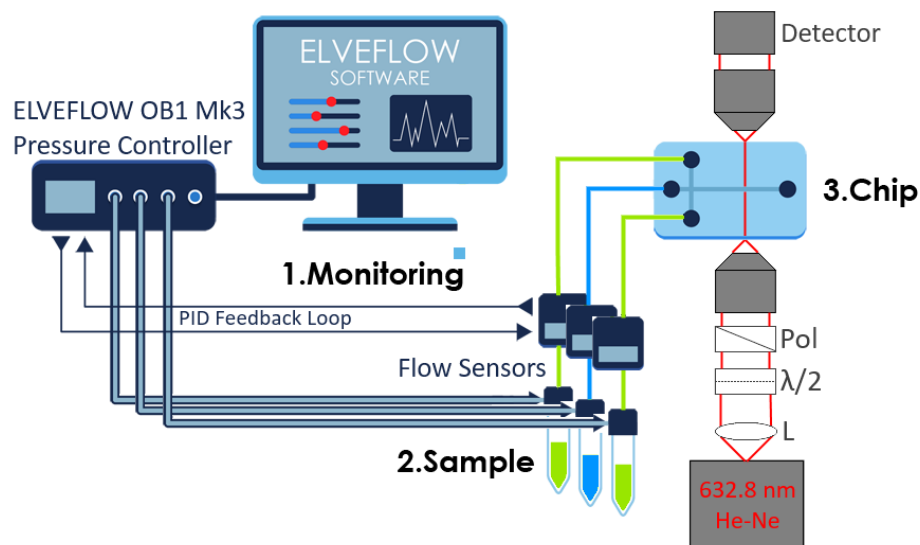 ELVEFLOW
SOFTWARE
ELVEFLOW OB1 Mk3
Pressure Controller
Detector
3.Chip
1.Monitoring
PID Feedback Loop
Flow Sensors
2.Sample
Pol
λ/2
L
632.8 nm
He-Ne